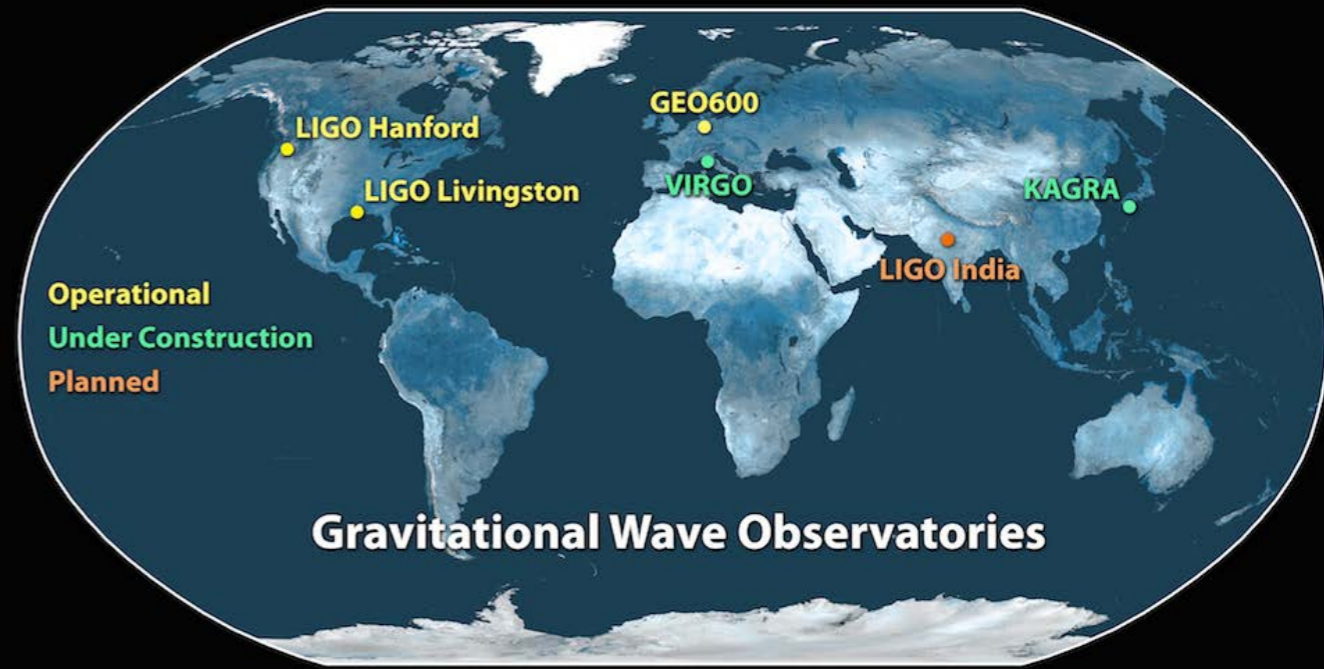 GEO600
LIGO Hanford
VIRGO
KAGRA
LIGO Livingston
LIGO India
Operational
Under Construction
Planned
Gravitational Wave Observatories